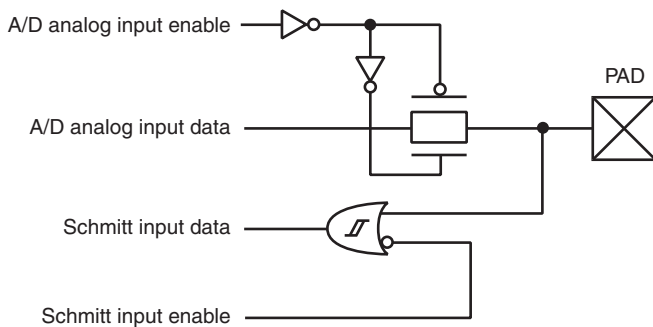 A/D analog input enable
PAD
A/D analog input data
Schmitt input data
Schmitt input enable